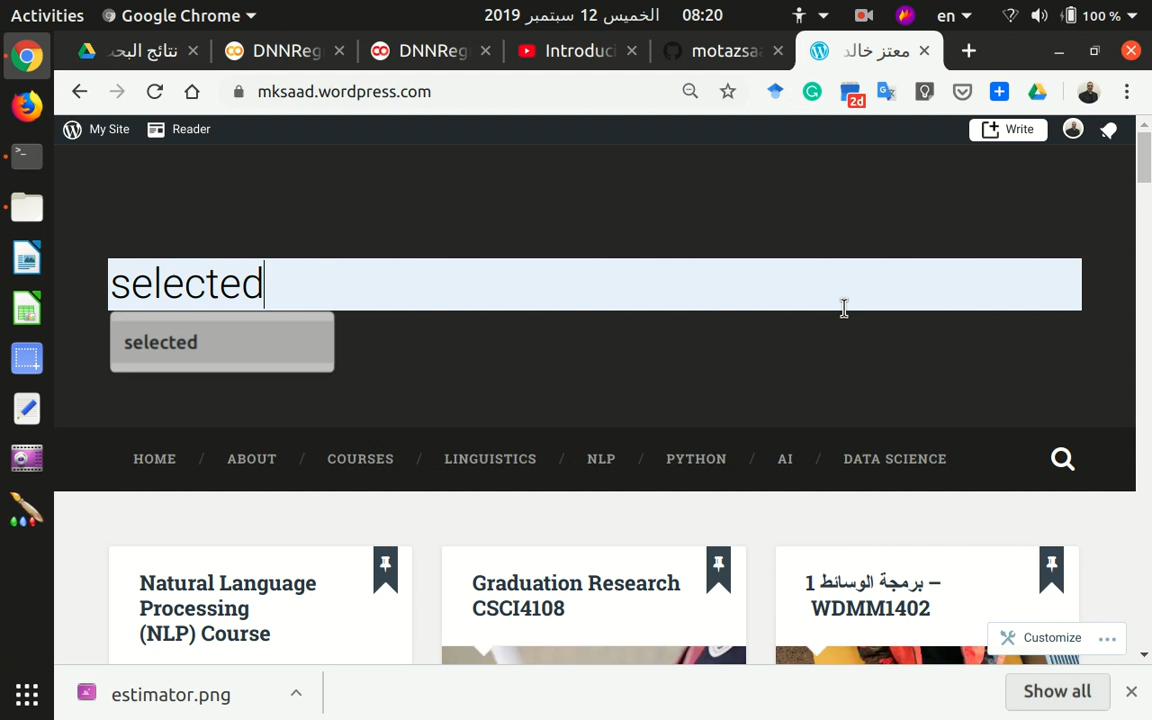 Activities
Google Chrome
الخميس 12 سبتمبر 2019 08:20
en
100 %
نتائج البحث
DNNReg
DNNReg
Introduc
motazsaa
معتز خالد
mksaad.wordpress.com
2d
My Site
Reader
Write
selected
selected
HOME / ABOUT / COURSES / LINGUISTICS / NLP / PYTHON / AI / DATA SCIENCE
Natural Language
Processing
(NLP) Course
Graduation Research
CSCI4108
برمجة الوسائط 1 –
WDMM1402
Customize
estimator.png
Show all